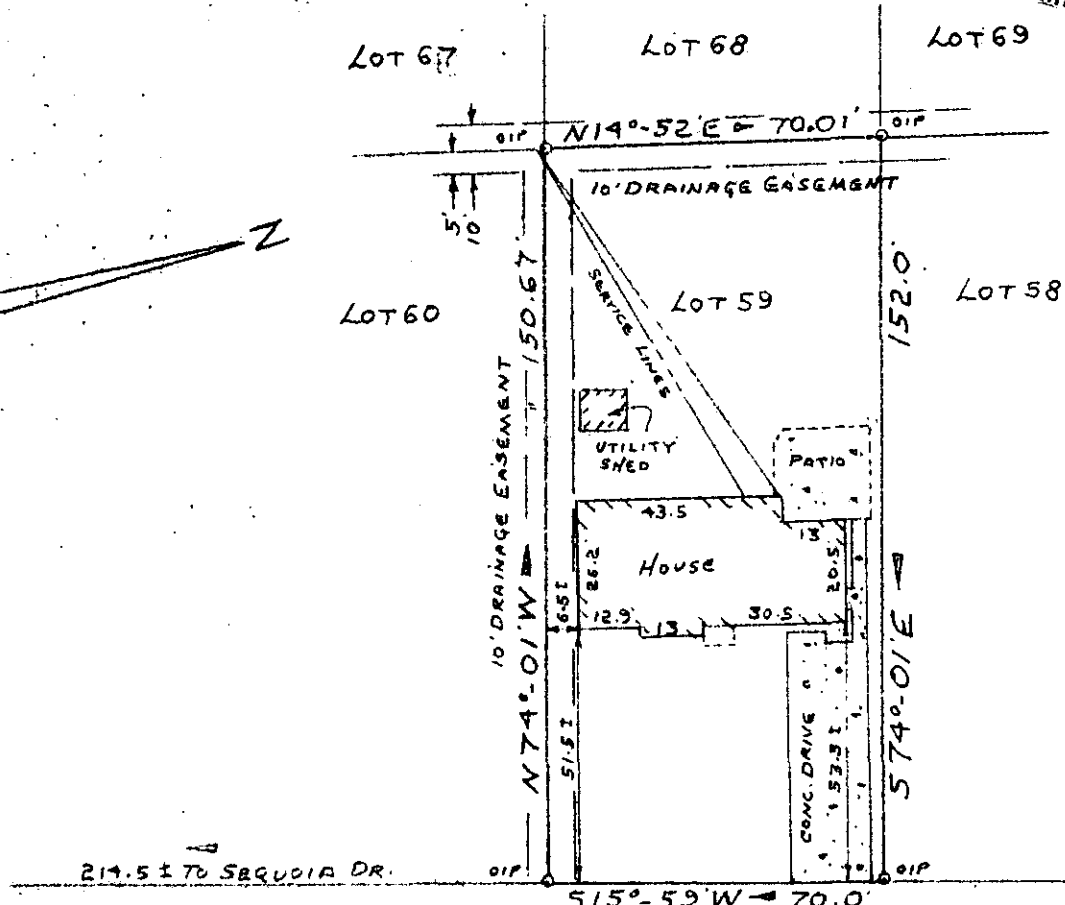 LOT 67
LOT 68
LOT 69
OIP
N14°-52'E 70.01'
OIP
10' DRAINAGE EASEMENT
5'
10'
N
LOT 60
10' DRAINAGE EASEMENT
N74°-01'W 150.67'
SERVICE LINES
LOT 59
152.0'
LOT 58
UTILITY
SHED
PATIO
43.5
13
26.2
HOUSE
20.5
6.5±
12.9
13
30.5
51.5±
CONC. DRIVE
53.3±
S74°-01'E
214.5 ± TO SEQUOIA DR.
OIP
OIP
S15°-59'W 70.0'